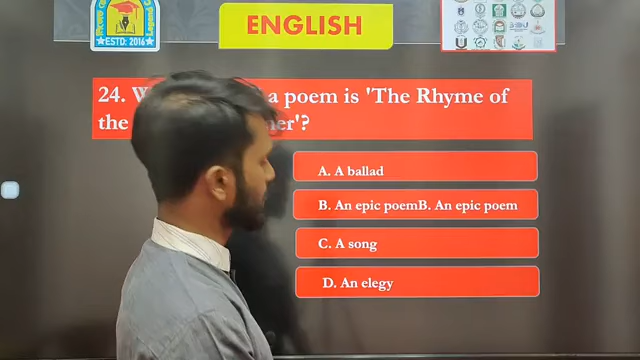 ESTD: 2016
ENGLISH
24. W a poem is 'The Rhyme of
the ner'?
A. A ballad
B. An epic poemB. An epic poem
C. A song
D. An elegy